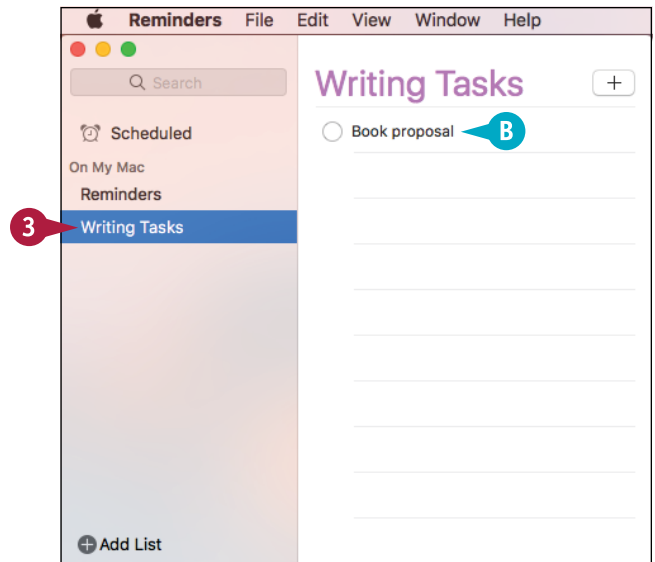 Reminders File Edit View Window Help
Search
Scheduled
On My Mac
Reminders
3 Writing Tasks
Add List
Writing Tasks +
Book proposal B